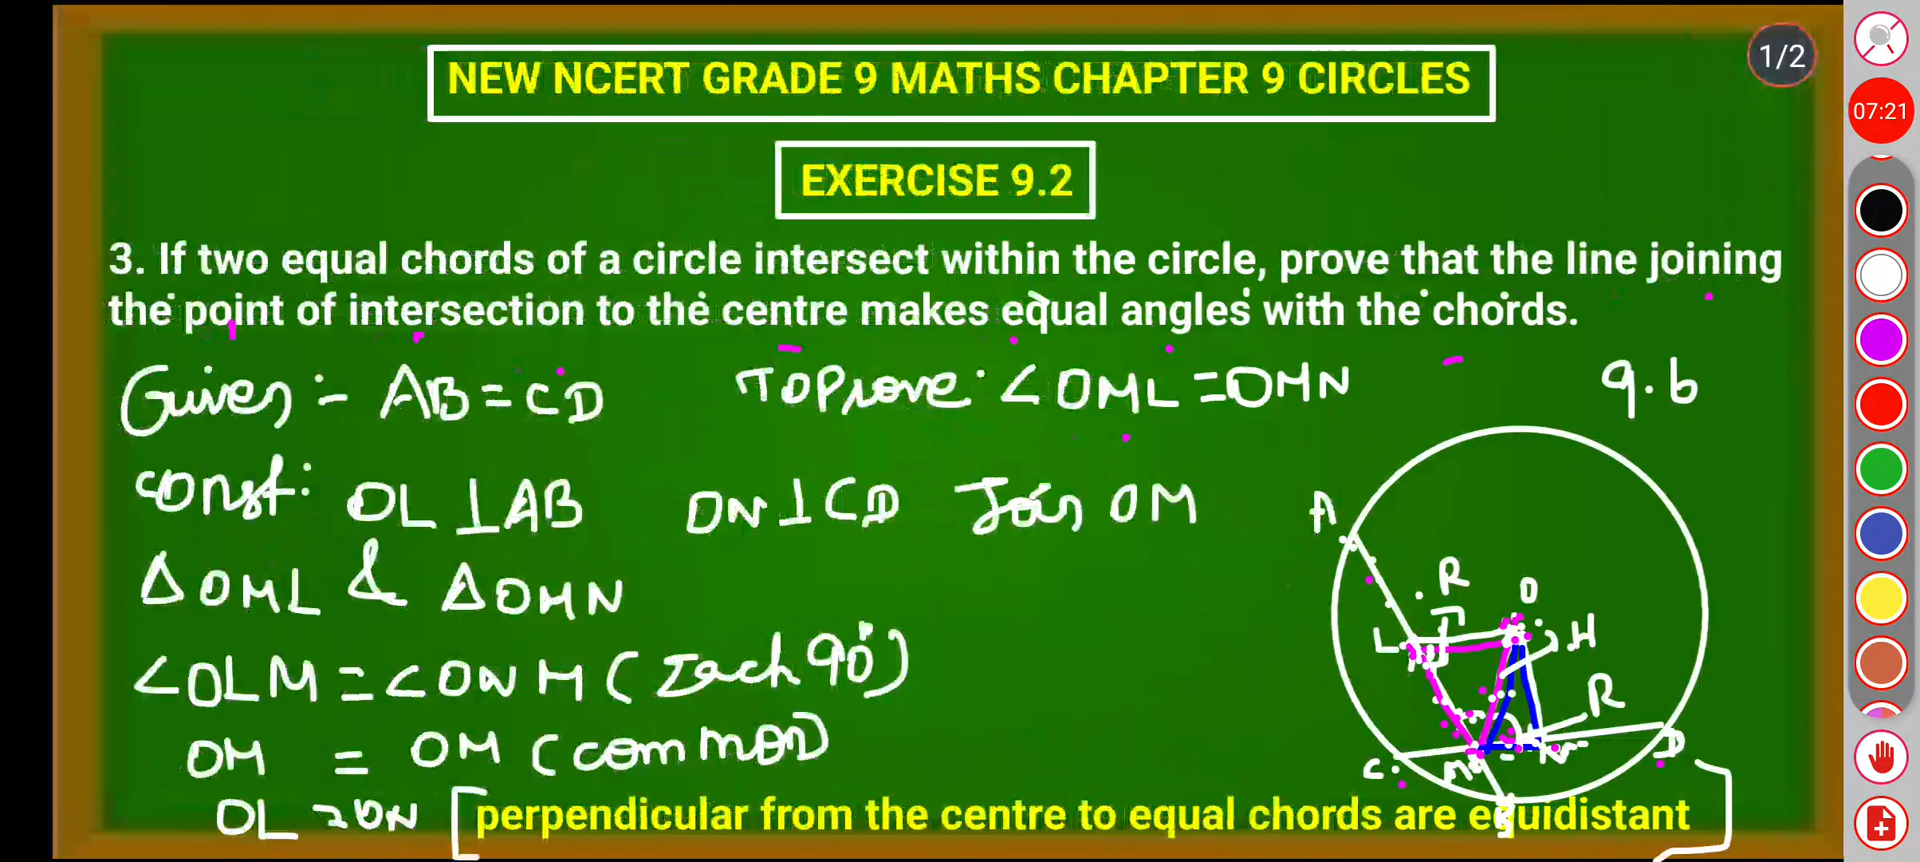 1/2
NEW NCERT GRADE 9 MATHS CHAPTER 9 CIRCLES
07:21
EXERCISE 9.2
3. If two equal chords of a circle intersect within the circle, prove that the line joining
the point of intersection to the centre makes equal angles with the chords.
Given :- AB = CD To Prove: ∠OML = OMN 9.6
const: OL ⊥ AB ON ⊥ CD Join OM
∆OML & ∆OMN
∠OLM = ∠ONM (Each 90°)
OM = OM (common)
OL = ON [perpendicular from the centre to equal chords are equidistant]
A
R
O
L
H
R
C
M
N
D
B